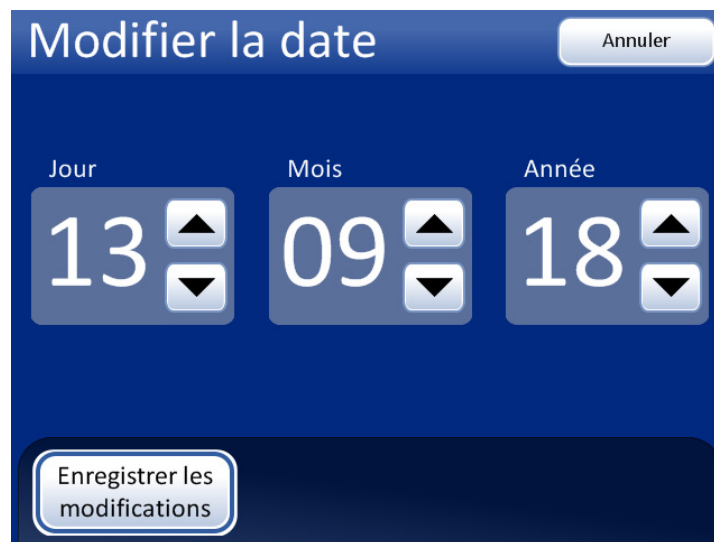 Modifier la date
Annuler
Jour
Mois
Année
13
09
18
Enregistrer les
modifications